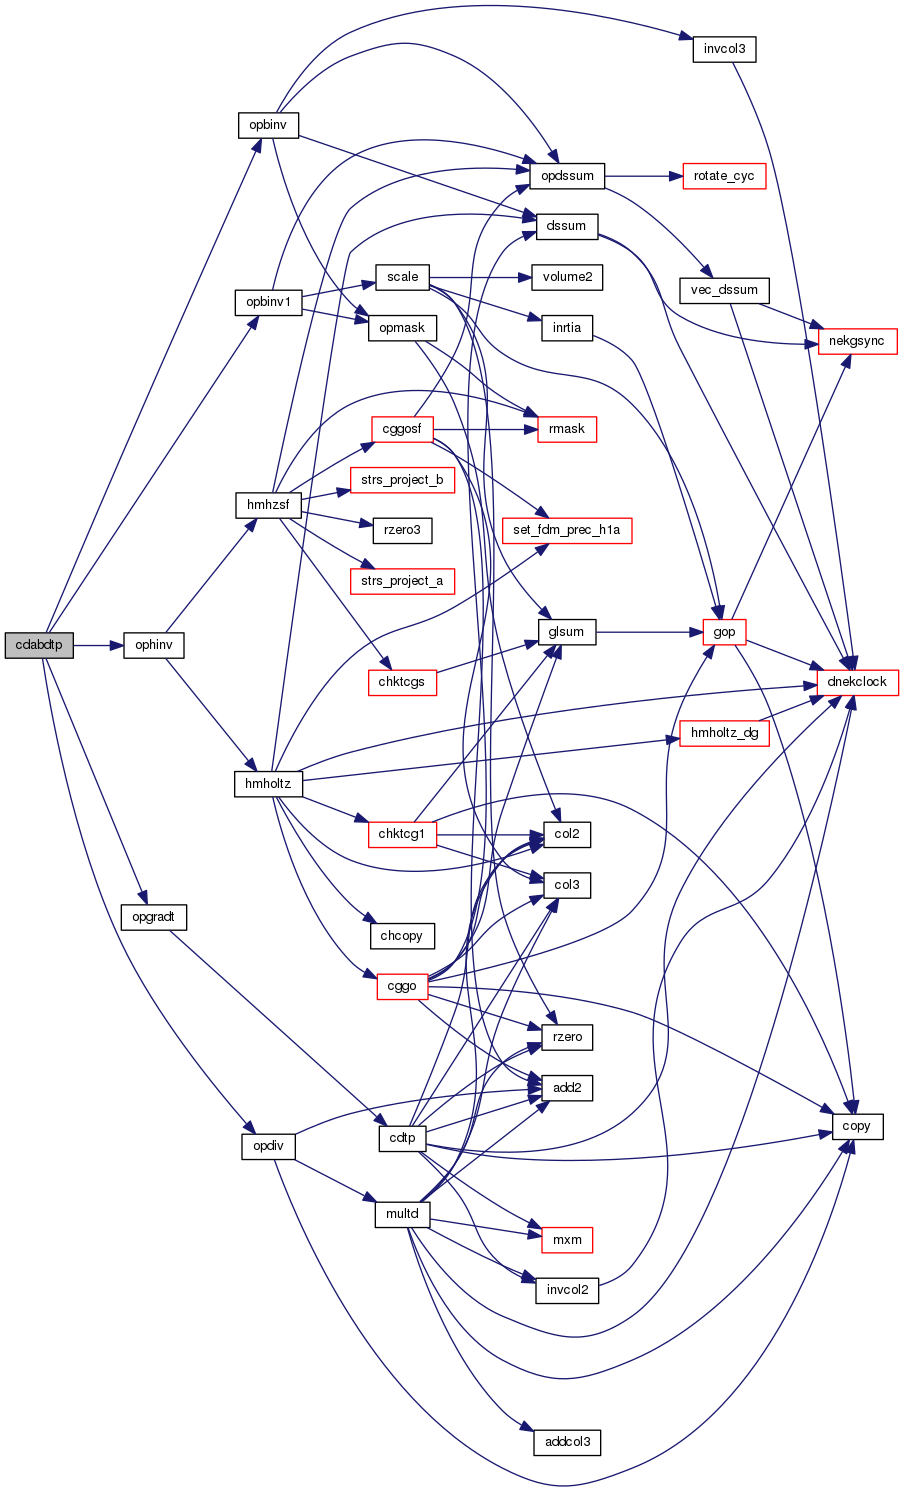 invcol3
opbinv
opdssum
rotate_cyc
dssum
scale
volume2
vec_dssum
opbinv1
opmask
inrtia
nekgsync
cggosf
rmask
strs_project_b
hmhzsf
rzero3
set_fdm_prec_h1a
strs_project_a
cdabdtp
ophinv
glsum
gop
chktcgs
dnekclock
hmholtz_dg
hmholtz
chktcg1
col2
col3
opgradt
chcopy
cggo
rzero
add2
copy
cdtp
opdiv
multd
mxm
invcol2
addcol3